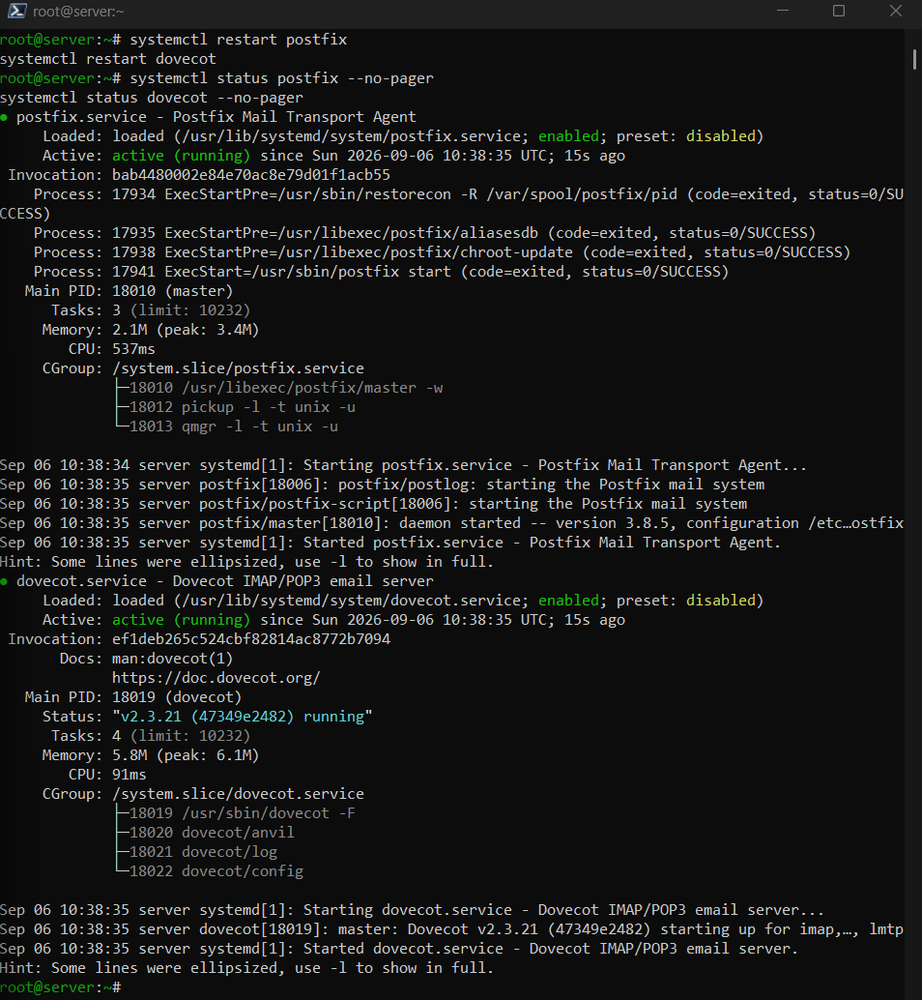 root@server:~
root@server:~# systemctl restart postfix
systemctl restart dovecot
root@server:~# systemctl status postfix --no-pager
systemctl status dovecot --no-pager
● postfix.service - Postfix Mail Transport Agent
     Loaded: loaded (/usr/lib/systemd/system/postfix.service; enabled; preset: disabled)
     Active: active (running) since Sun 2026-09-06 10:38:35 UTC; 15s ago
 Invocation: bab4480002e84e70ac8e79d01f1acb55
    Process: 17934 ExecStartPre=/usr/sbin/restorecon -R /var/spool/postfix/pid (code=exited, status=0/SU
CCESS)
    Process: 17935 ExecStartPre=/usr/libexec/postfix/aliasesdb (code=exited, status=0/SUCCESS)
    Process: 17938 ExecStartPre=/usr/libexec/postfix/chroot-update (code=exited, status=0/SUCCESS)
    Process: 17941 ExecStart=/usr/sbin/postfix start (code=exited, status=0/SUCCESS)
   Main PID: 18010 (master)
      Tasks: 3 (limit: 10232)
     Memory: 2.1M (peak: 3.4M)
        CPU: 537ms
     CGroup: /system.slice/postfix.service
             ├─18010 /usr/libexec/postfix/master -w
             ├─18012 pickup -l -t unix -u
             └─18013 qmgr -l -t unix -u
Sep 06 10:38:34 server systemd[1]: Starting postfix.service - Postfix Mail Transport Agent...
Sep 06 10:38:35 server postfix[18006]: postfix/postlog: starting the Postfix mail system
Sep 06 10:38:35 server postfix/postfix-script[18006]: starting the Postfix mail system
Sep 06 10:38:35 server postfix/master[18010]: daemon started -- version 3.8.5, configuration /etc…ostfix
Sep 06 10:38:35 server systemd[1]: Started postfix.service - Postfix Mail Transport Agent.
Hint: Some lines were ellipsized, use -l to show in full.
● dovecot.service - Dovecot IMAP/POP3 email server
     Loaded: loaded (/usr/lib/systemd/system/dovecot.service; enabled; preset: disabled)
     Active: active (running) since Sun 2026-09-06 10:38:35 UTC; 15s ago
 Invocation: ef1deb265c524cbf82814ac8772b7094
       Docs: man:dovecot(1)
             https://doc.dovecot.org/
   Main PID: 18019 (dovecot)
     Status: "v2.3.21 (47349e2482) running"
      Tasks: 4 (limit: 10232)
     Memory: 5.8M (peak: 6.1M)
        CPU: 91ms
     CGroup: /system.slice/dovecot.service
             ├─18019 /usr/sbin/dovecot -F
             ├─18020 dovecot/anvil
             ├─18021 dovecot/log
             └─18022 dovecot/config
Sep 06 10:38:35 server systemd[1]: Starting dovecot.service - Dovecot IMAP/POP3 email server...
Sep 06 10:38:35 server dovecot[18019]: master: Dovecot v2.3.21 (47349e2482) starting up for imap,…, lmtp
Sep 06 10:38:35 server systemd[1]: Started dovecot.service - Dovecot IMAP/POP3 email server.
Hint: Some lines were ellipsized, use -l to show in full.
root@server:~#